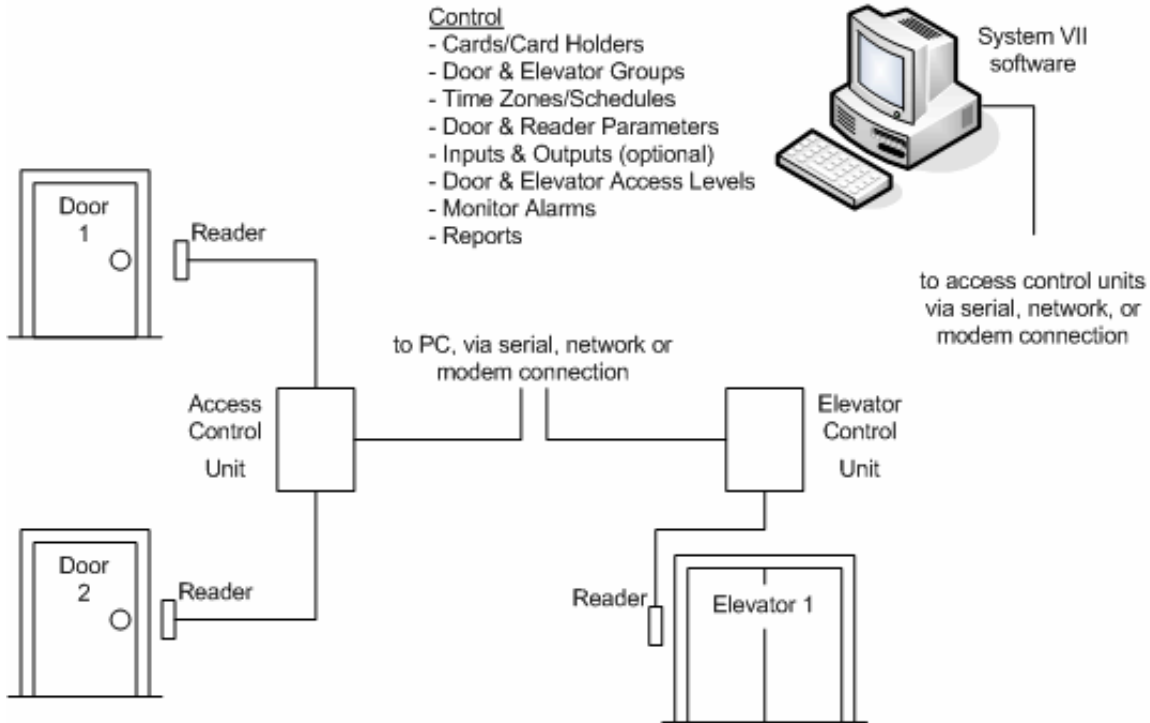 Control
- Cards/Card Holders
- Door & Elevator Groups
- Time Zones/Schedules
- Door & Reader Parameters
- Inputs & Outputs (optional)
- Door & Elevator Access Levels
- Monitor Alarms
- Reports
System VII
software
to access control units
via serial, network, or
modem connection
Door
1
Reader
to PC, via serial, network or
modem connection
Access
Control
Unit
Elevator
Control
Unit
Door
2
Reader
Reader
Elevator 1